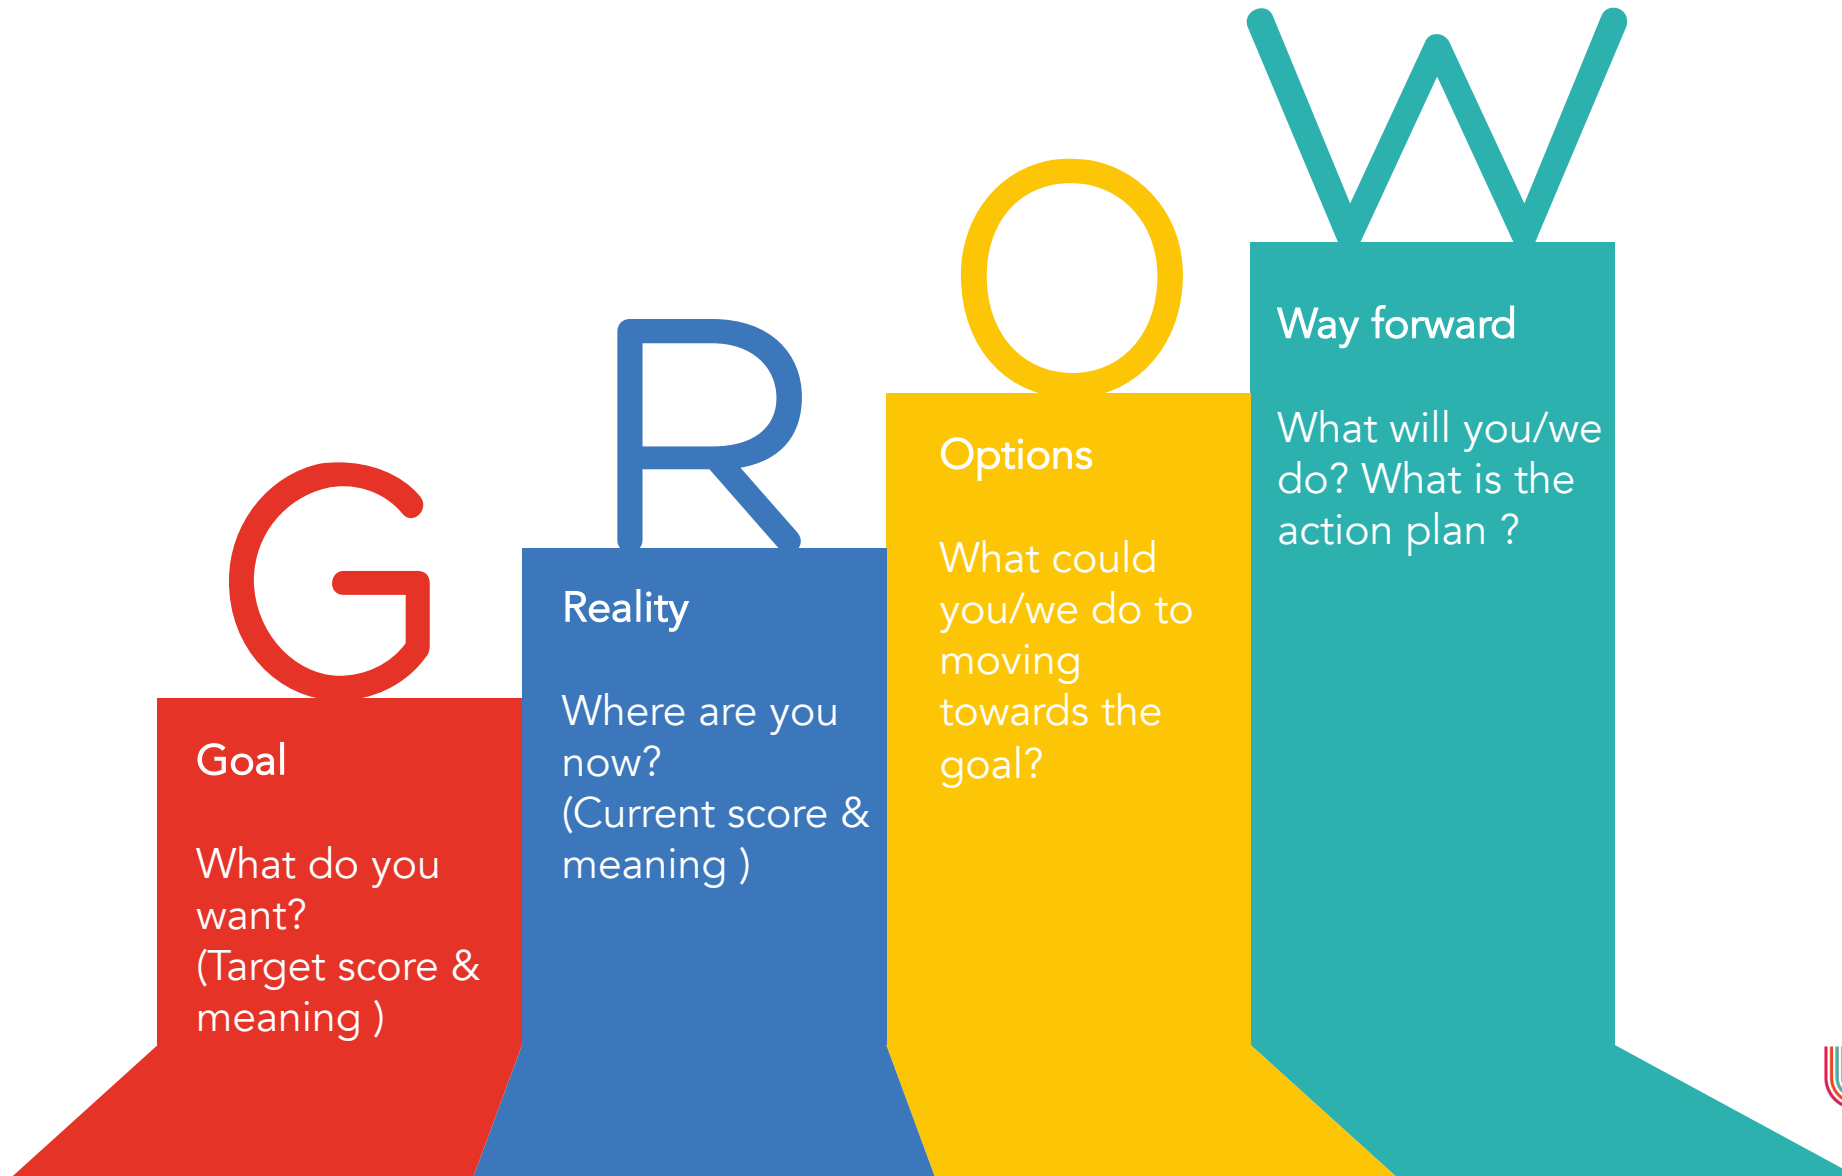 G
Goal
What do you
want?
(Target score &
meaning )
R
Reality
Where are you
now?
(Current score &
meaning )
O
Options
What could
you/we do to
moving
towards the
goal?
W
Way forward
What will you/we
do? What is the
action plan ?